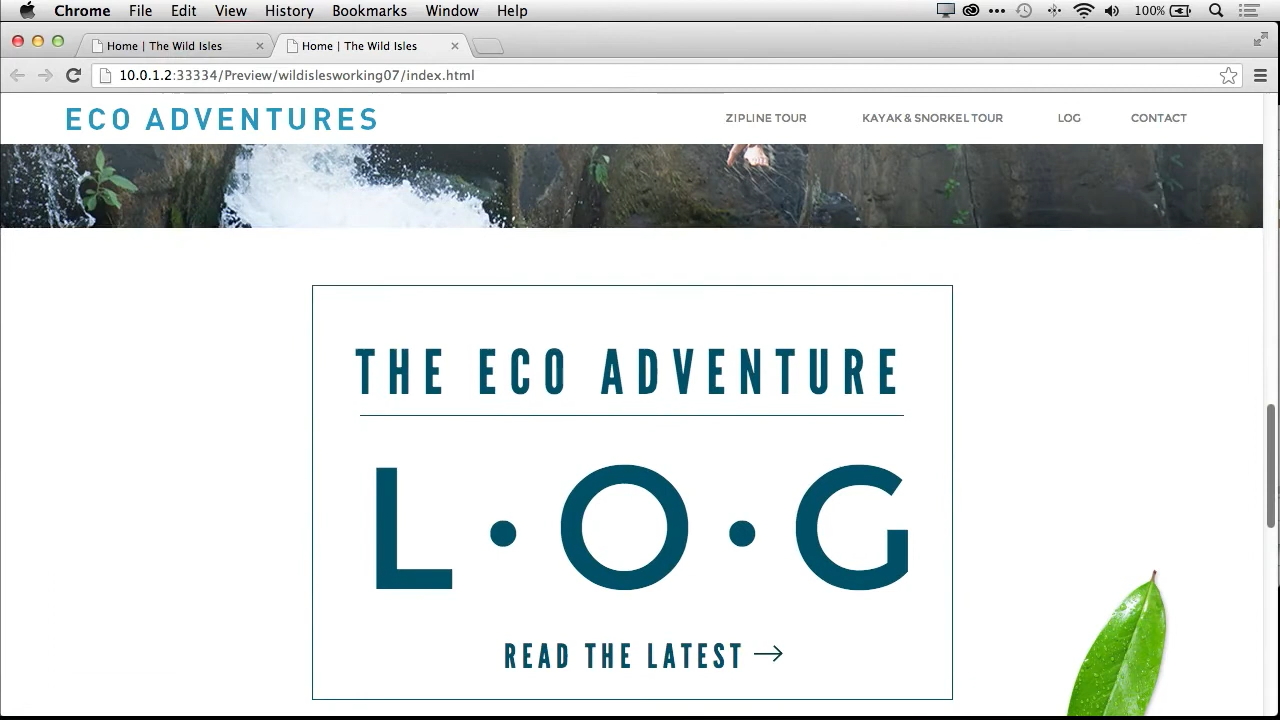 Chrome File Edit View History Bookmarks Window Help 100%
Home | The Wild Isles Home | The Wild Isles
10.0.1.2:33334/Preview/wildislesworking07/index.html
ECO ADVENTURES ZIPLINE TOUR KAYAK & SNORKEL TOUR LOG CONTACT
THE ECO ADVENTURE
L•O•G
READ THE LATEST →